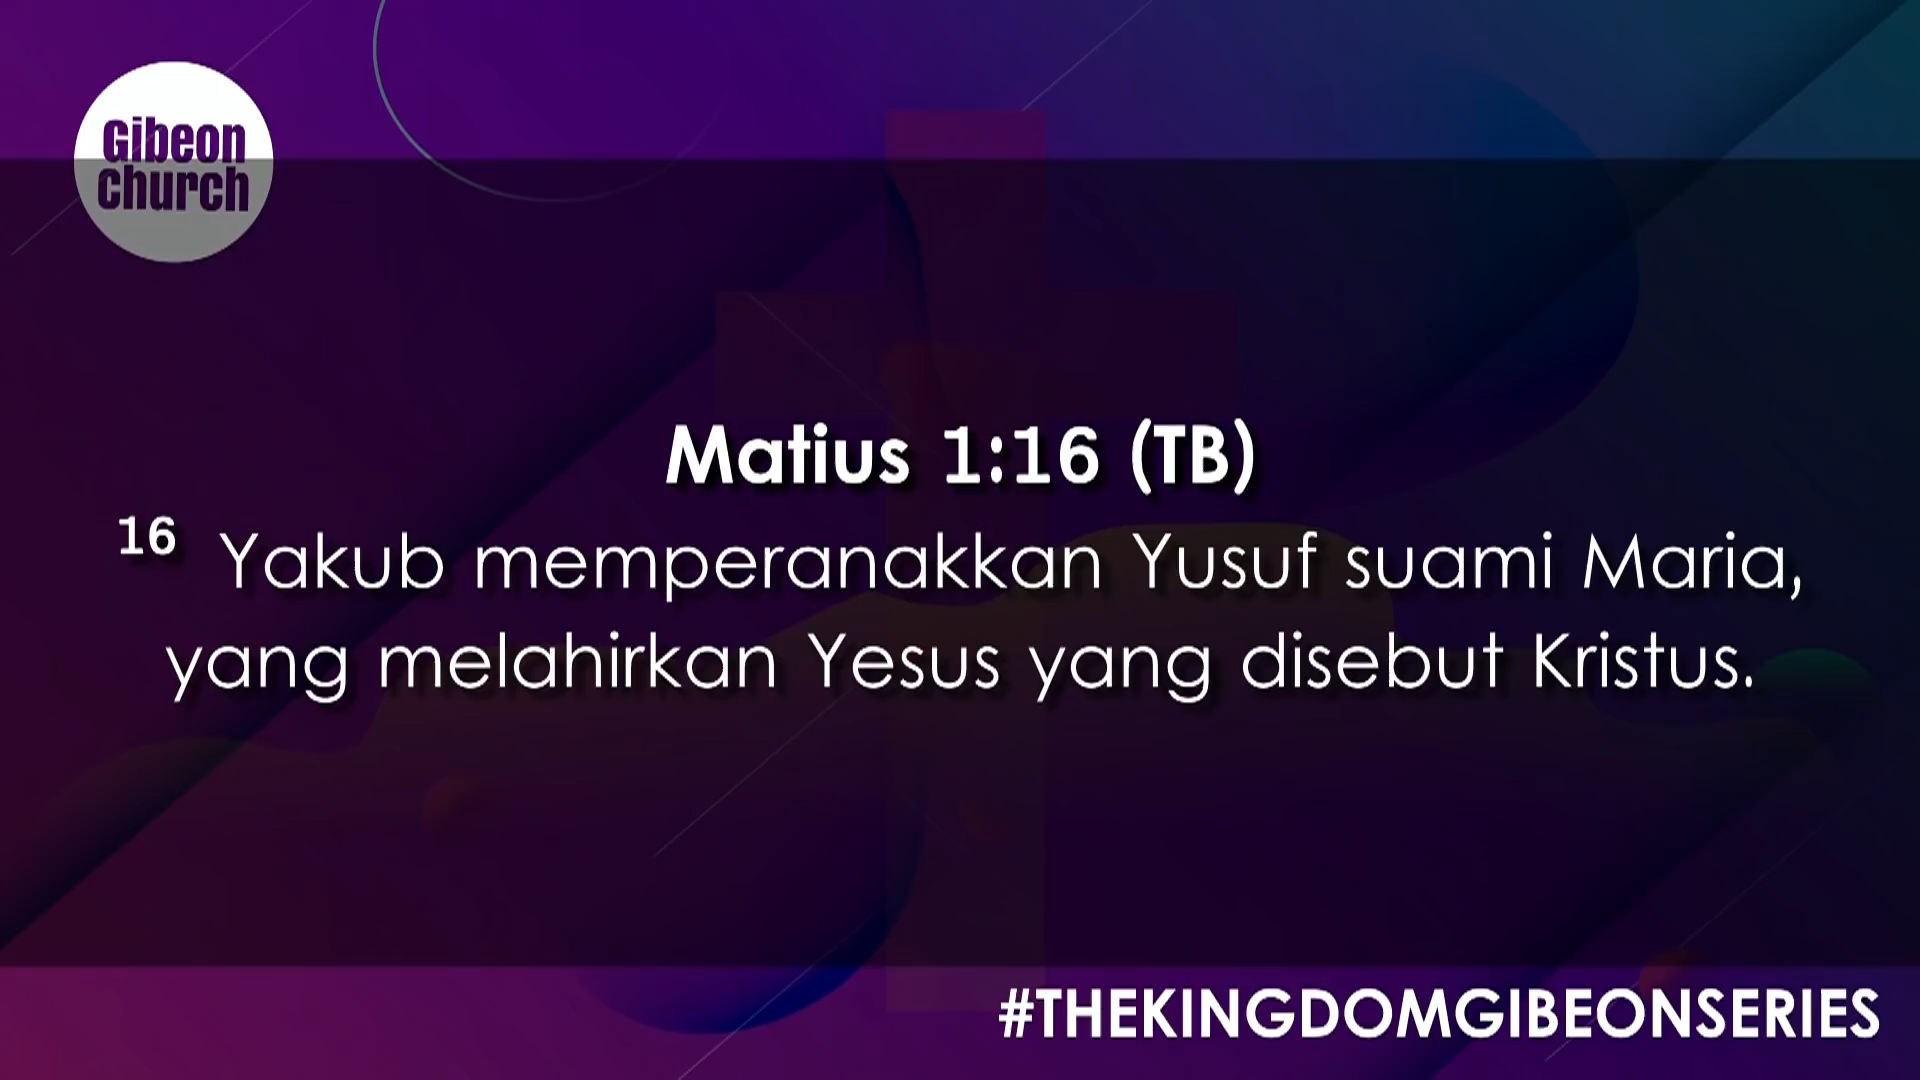 Gibeon
church
Matius 1:16 (TB)
16 Yakub memperanakkan Yusuf suami Maria,
yang melahirkan Yesus yang disebut Kristus.
#THEKINGDOMGIBEONSERIES